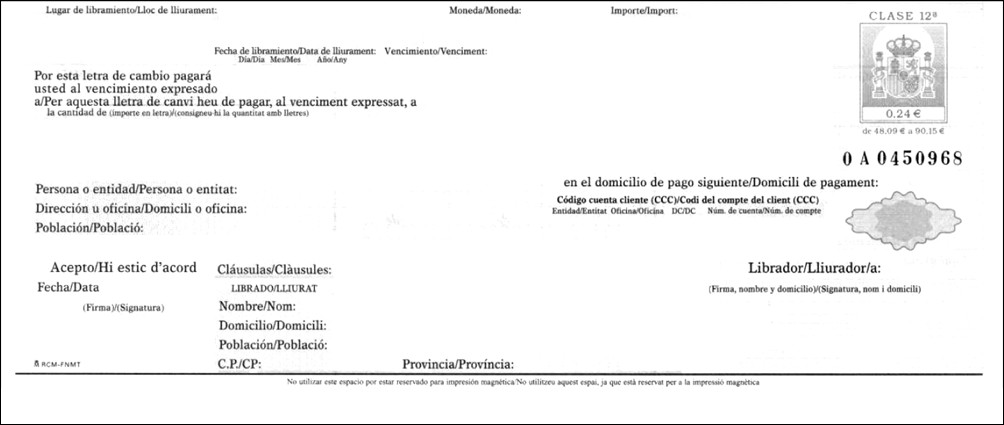 Lugar de libramiento/Lloc de lliurament: Moneda/Moneda: Importe/Import:
CLASE 12ª
Fecha de libramiento/Data de lliurament: Vencimiento/Venciment:
Día/Dia Mes/Mes Año/Any
Por esta letra de cambio pagará
usted al vencimiento expresado
a/Per aquesta lletra de canvi heu de pagar, al venciment expressat, a
la cantidad de (importe en letra)/(consigneu-hi la quantitat amb lletres)
0.24 €
de 48.09 € a 90,15 €
0 A 0450968
Persona o entidad/Persona o entitat:
Dirección u oficina/Domicili o oficina:
Población/Població:
en el domicilio de pago siguiente/Domicili de pagament:
Código cuenta cliente (CCC)/Codi del compte del client (CCC)
Entidad/Entitat Oficina/Oficina DC/DC Núm. de cuenta/Núm. de compte
Acepto/Hi estic d'acord
Fecha/Data
(Firma)/(Signatura)
Cláusulas/Clàusules:
LIBRADO/LLIURAT
Nombre/Nom:
Domicilio/Domicili:
Población/Població:
C.P./CP: Provincia/Província:
Librador/Lliurador/a:
(Firma, nombre y domicilio)/(Signatura, nom i domicili)
RCM-FNMT
No utilizar este espacio por estar reservado para impresión magnética/No utilitzeu aquest espai, ja que està reservat per a la impressió magnètica